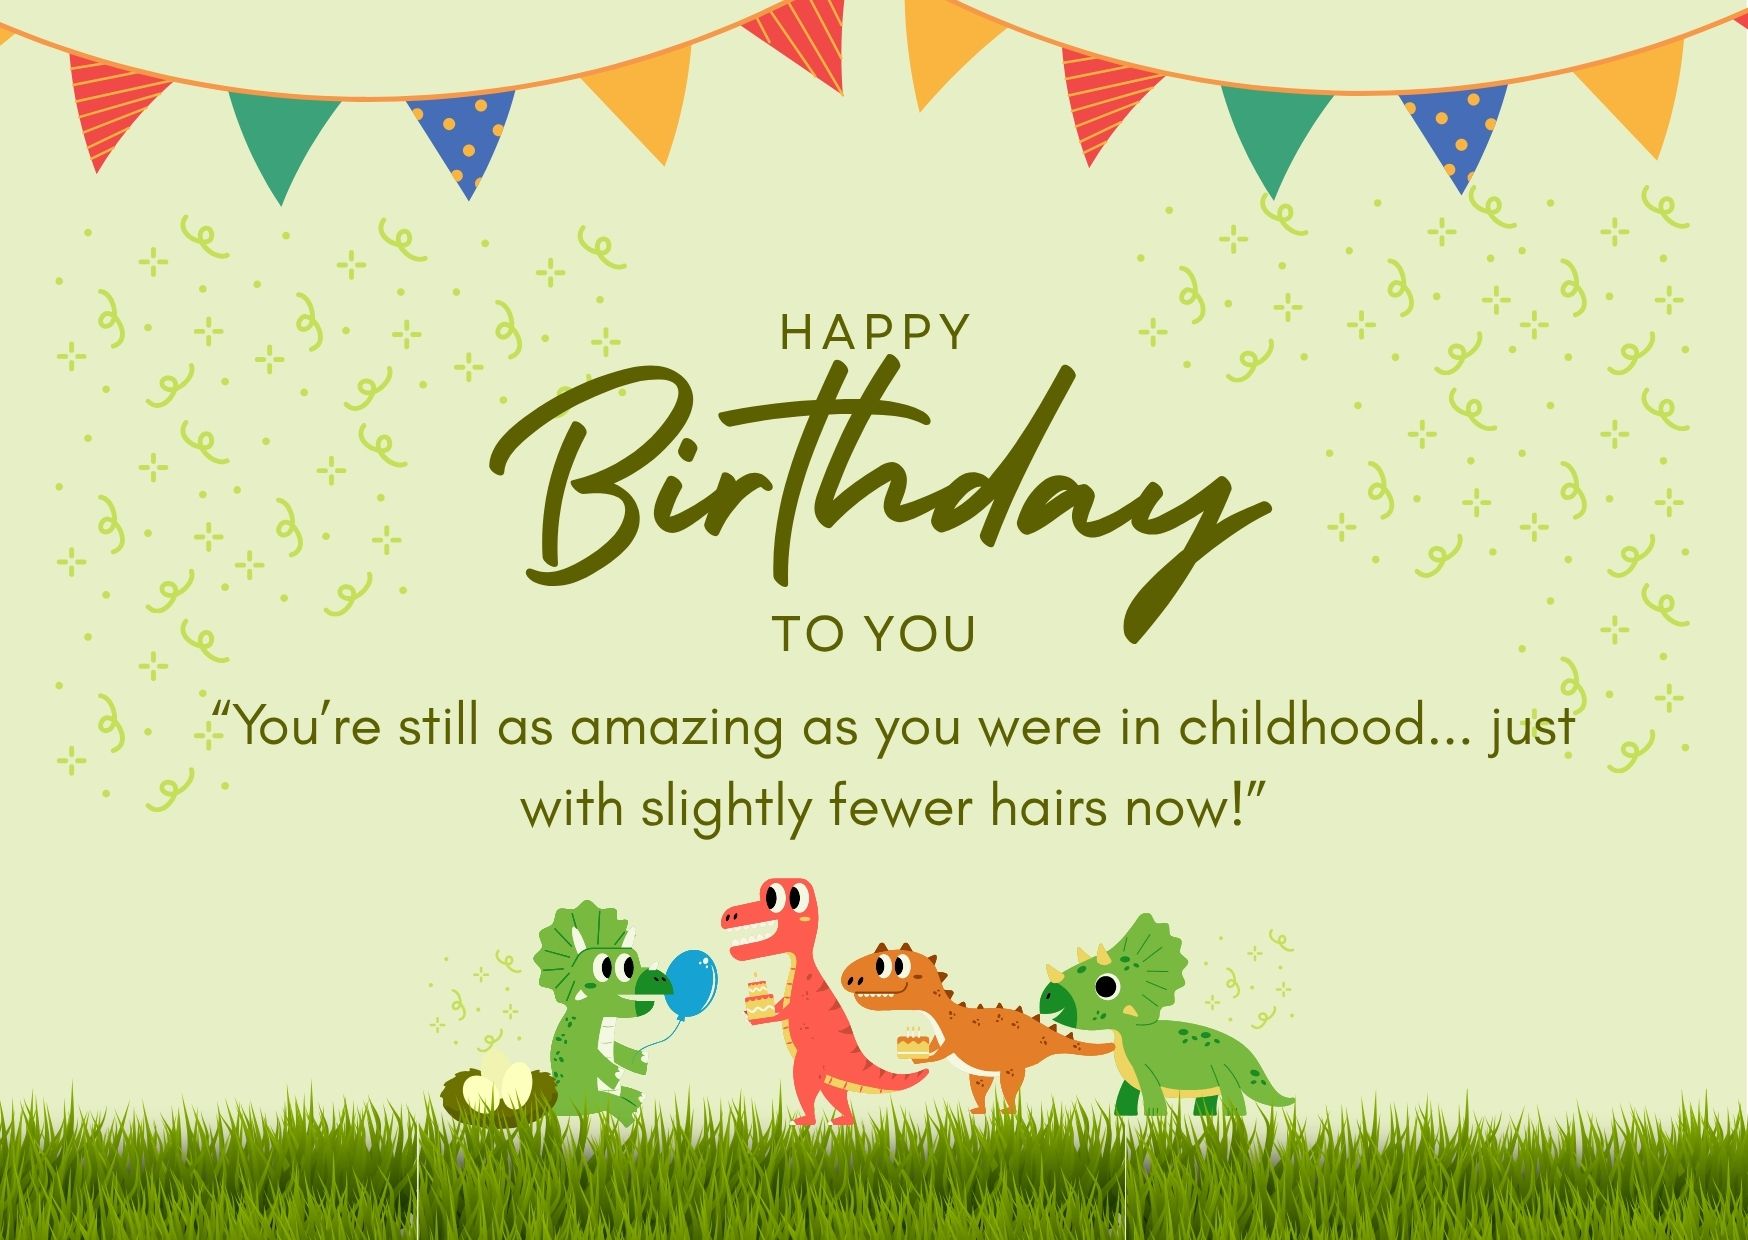 HAPPY
Birthday
TO YOU
“You’re still as amazing as you were in childhood... just
with slightly fewer hairs now!”